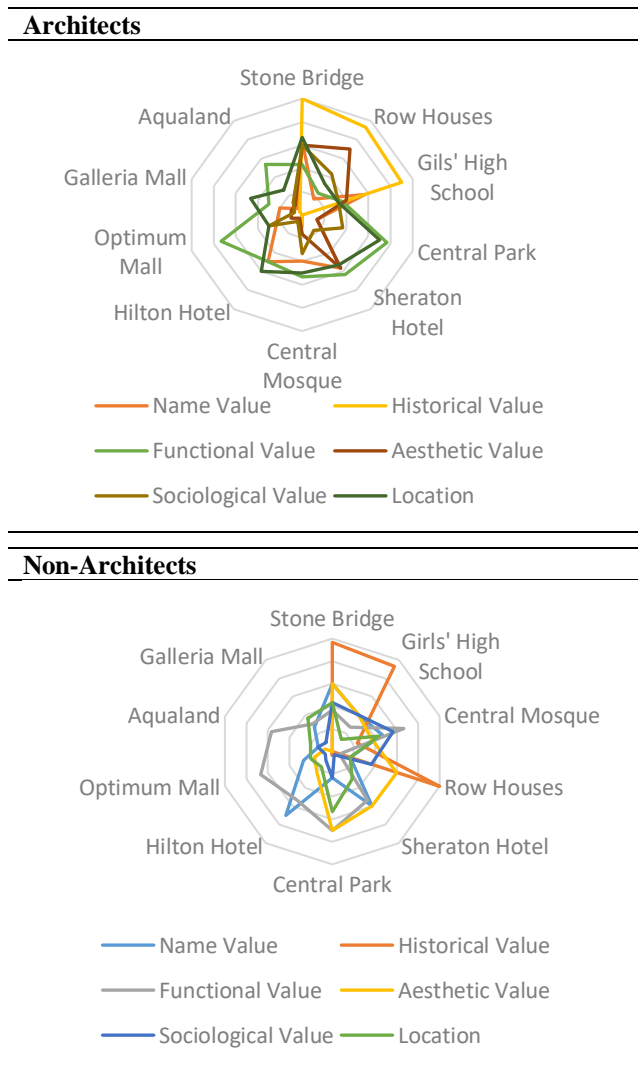 Architects
Stone Bridge
Aqualand
Row Houses
Galleria Mall
Gils' High
School
Optimum
Mall
Central Park
Hilton Hotel
Sheraton
Hotel
Central
Mosque
Name Value
Historical Value
Functional Value
Aesthetic Value
Sociological Value
Location
Non-Architects
Stone Bridge
Galleria Mall
Girls' High
School
Aqualand
Central Mosque
Optimum Mall
Row Houses
Hilton Hotel
Sheraton Hotel
Central Park
Name Value
Historical Value
Functional Value
Aesthetic Value
Sociological Value
Location